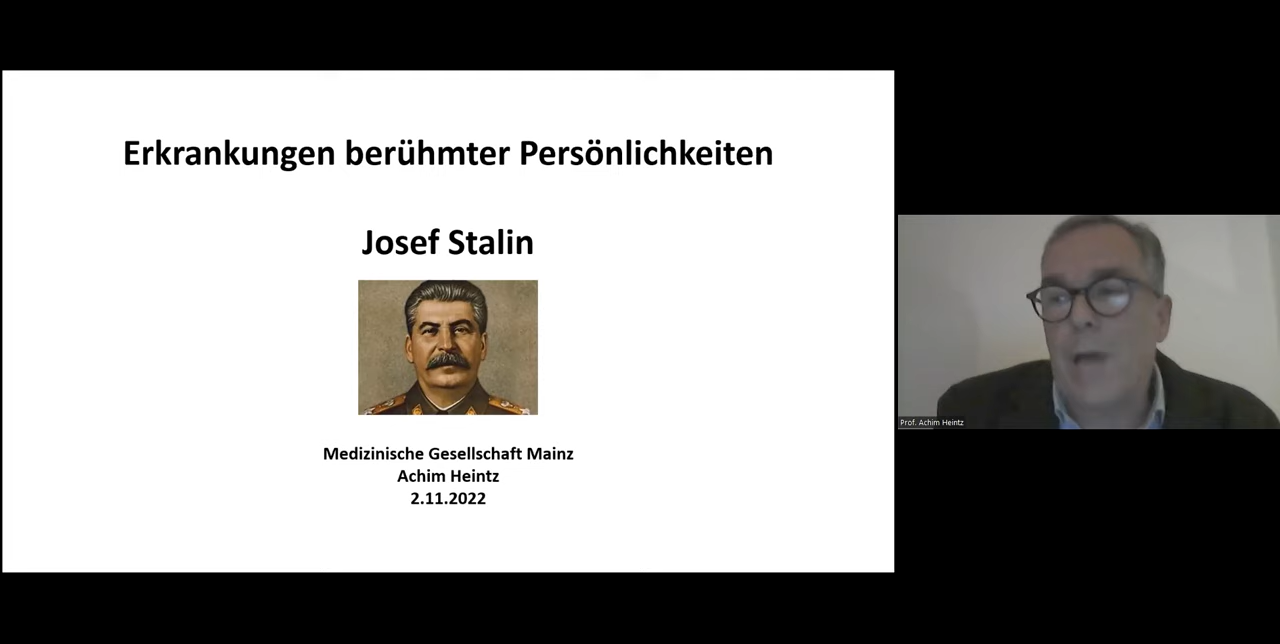 Erkrankungen berühmter Persönlichkeiten
Josef Stalin
Medizinische Gesellschaft Mainz
Achim Heintz
2.11.2022
Prof. Achim Heintz